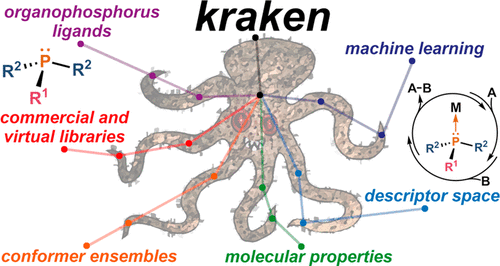 kraken
organophosphorus
ligands
R² P R²
R¹
commercial and
virtual libraries
conformer ensembles
molecular properties
descriptor space
machine learning
A–B
A
M
R² P R²
R¹
B